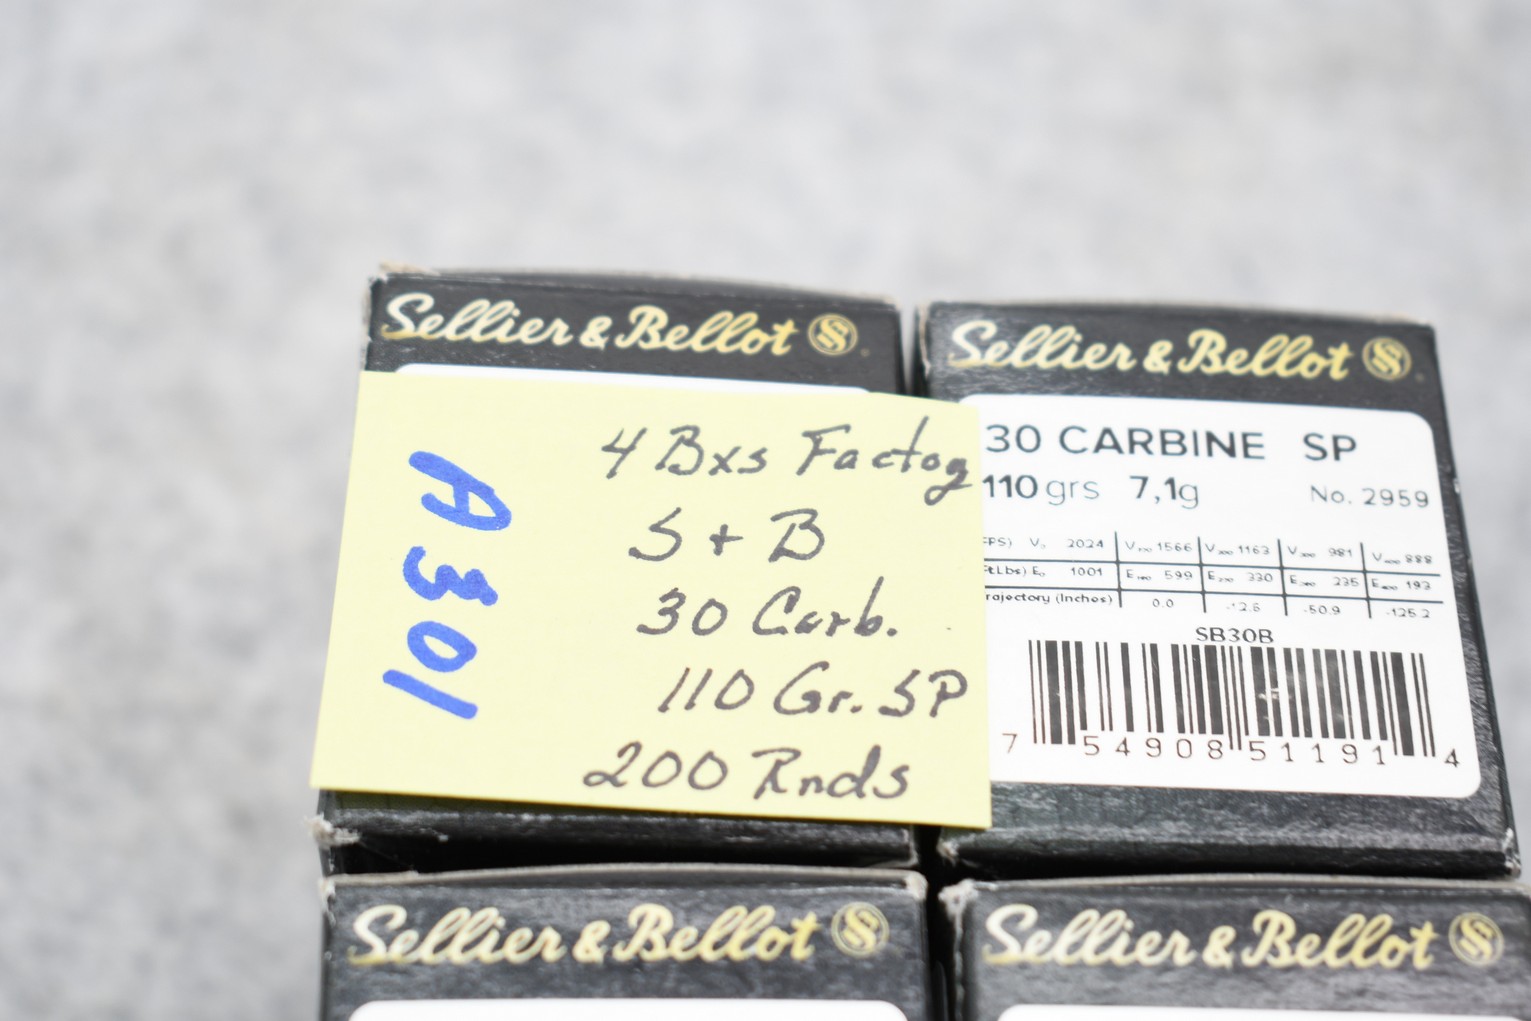 Sellier & Bellot
Sellier & Bellot
A301
4 Bxs Factory
S + B
30 Carb.
110 Gr. SP
200 Rnds
30 CARBINE SP
110 grs 7,1g No. 2959
V₀ 2024 V₁₀₀ 1566 V₂₀₀ 1163 V₃₀₀ 981 V₄₀₀ 888
E₀ 1001 E₁₀₀ 599 E₂₀₀ 330 E₃₀₀ 235 E₄₀₀ 193
(Inches) 0.0 -12.6 -50.9 -125.2
SB30B
7 54908 51191 4
Sellier & Bellot
Sellier & Bellot